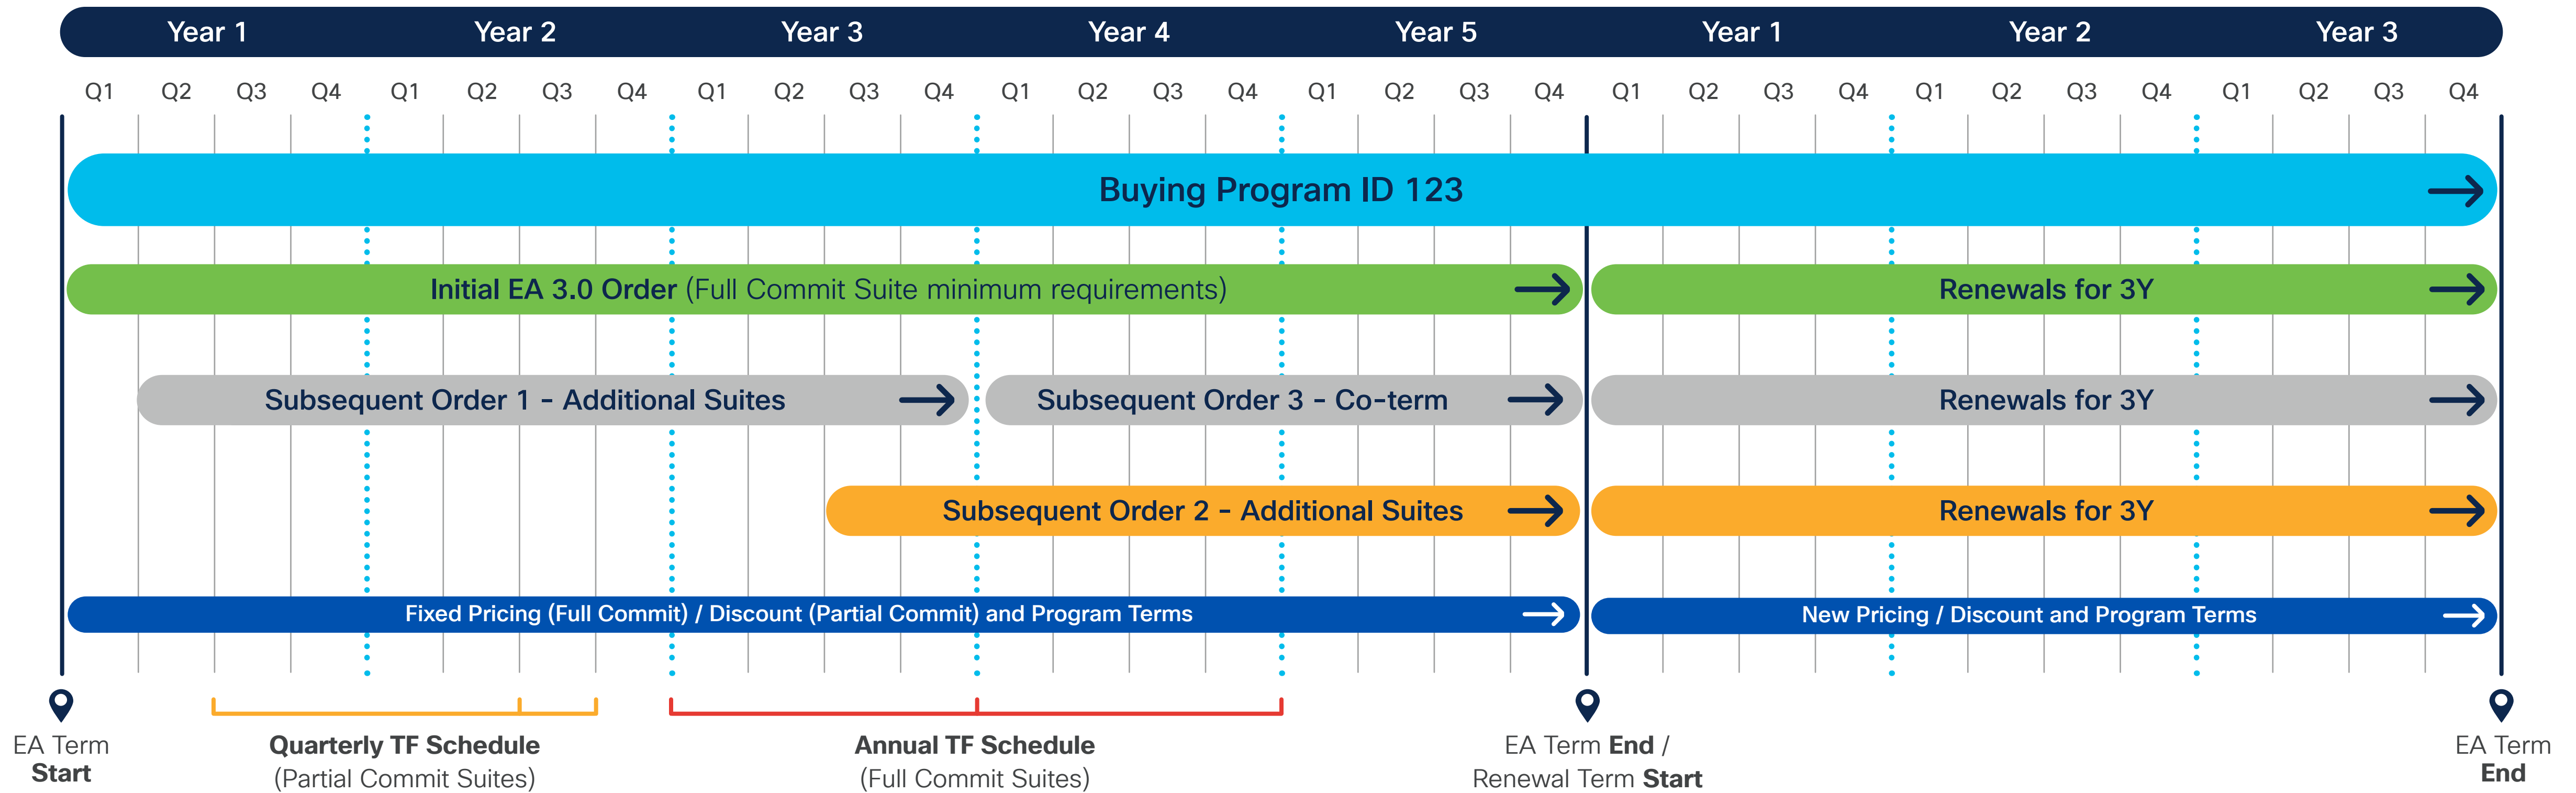 Year 1 Year 2 Year 3 Year 4 Year 5 Year 1 Year 2 Year 3
Q1 Q2 Q3 Q4 Q1 Q2 Q3 Q4 Q1 Q2 Q3 Q4 Q1 Q2 Q3 Q4 Q1 Q2 Q3 Q4 Q1 Q2 Q3 Q4 Q1 Q2 Q3 Q4 Q1 Q2 Q3 Q4
Buying Program ID 123
Initial EA 3.0 Order (Full Commit Suite minimum requirements) Renewals for 3Y
Subsequent Order 1 - Additional Suites Subsequent Order 3 - Co-term Renewals for 3Y
Subsequent Order 2 - Additional Suites Renewals for 3Y
Fixed Pricing (Full Commit) / Discount (Partial Commit) and Program Terms New Pricing / Discount and Program Terms
EA Term
Start
Quarterly TF Schedule
(Partial Commit Suites)
Annual TF Schedule
(Full Commit Suites)
EA Term End /
Renewal Term Start
EA Term
End